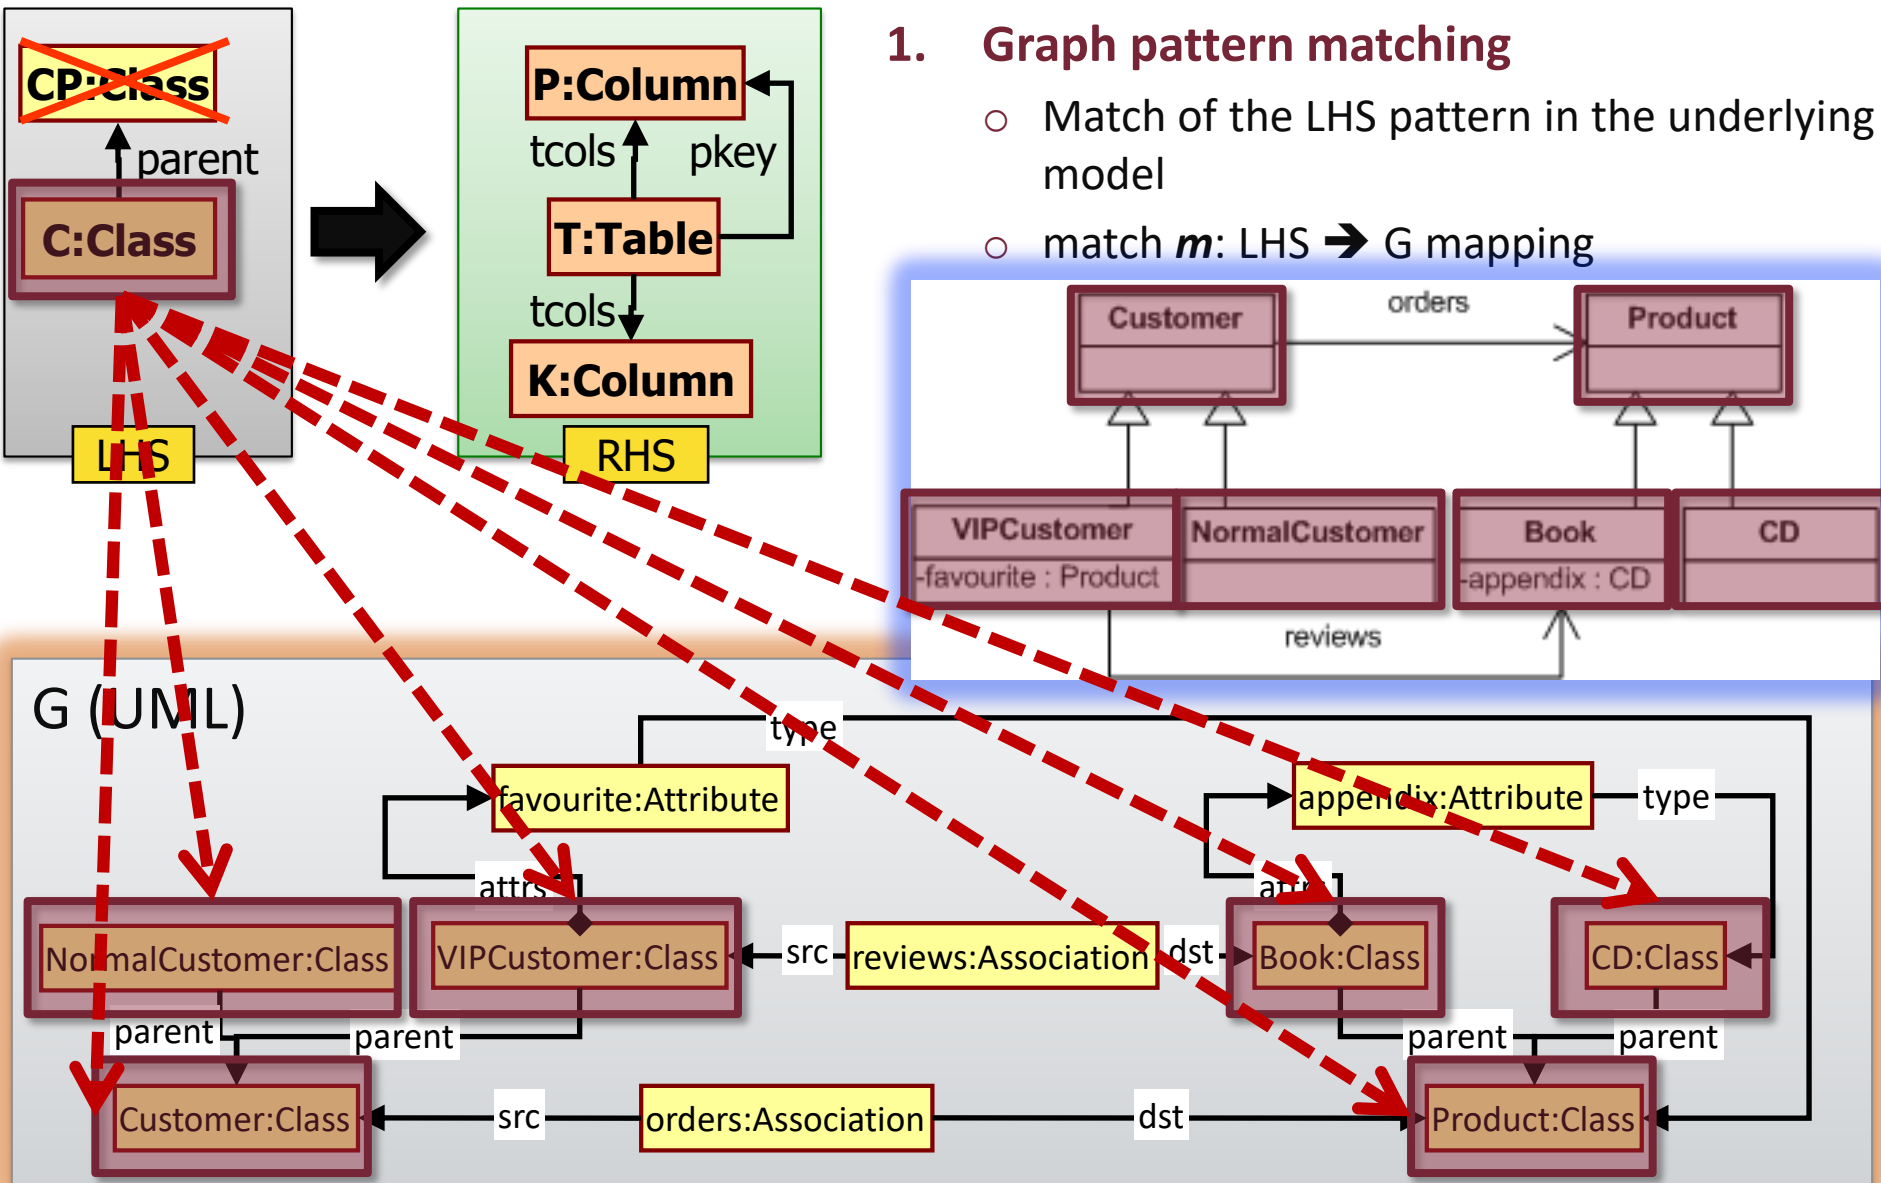 CP:Class
parent
C:Class
LHS
P:Column
tcols
pkey
T:Table
tcols
K:Column
RHS
1. Graph pattern matching
○ Match of the LHS pattern in the underlying
model
○ match m: LHS ➔ G mapping
Customer
orders
Product
VIPCustomer
-favourite : Product
NormalCustomer
Book
-appendix : CD
CD
reviews
G (UML)
type
favourite:Attribute
appendix:Attribute
type
attrs
attrs
NormalCustomer:Class
VIPCustomer:Class
src
reviews:Association
dst
Book:Class
CD:Class
parent
parent
parent
parent
Customer:Class
src
orders:Association
dst
Product:Class